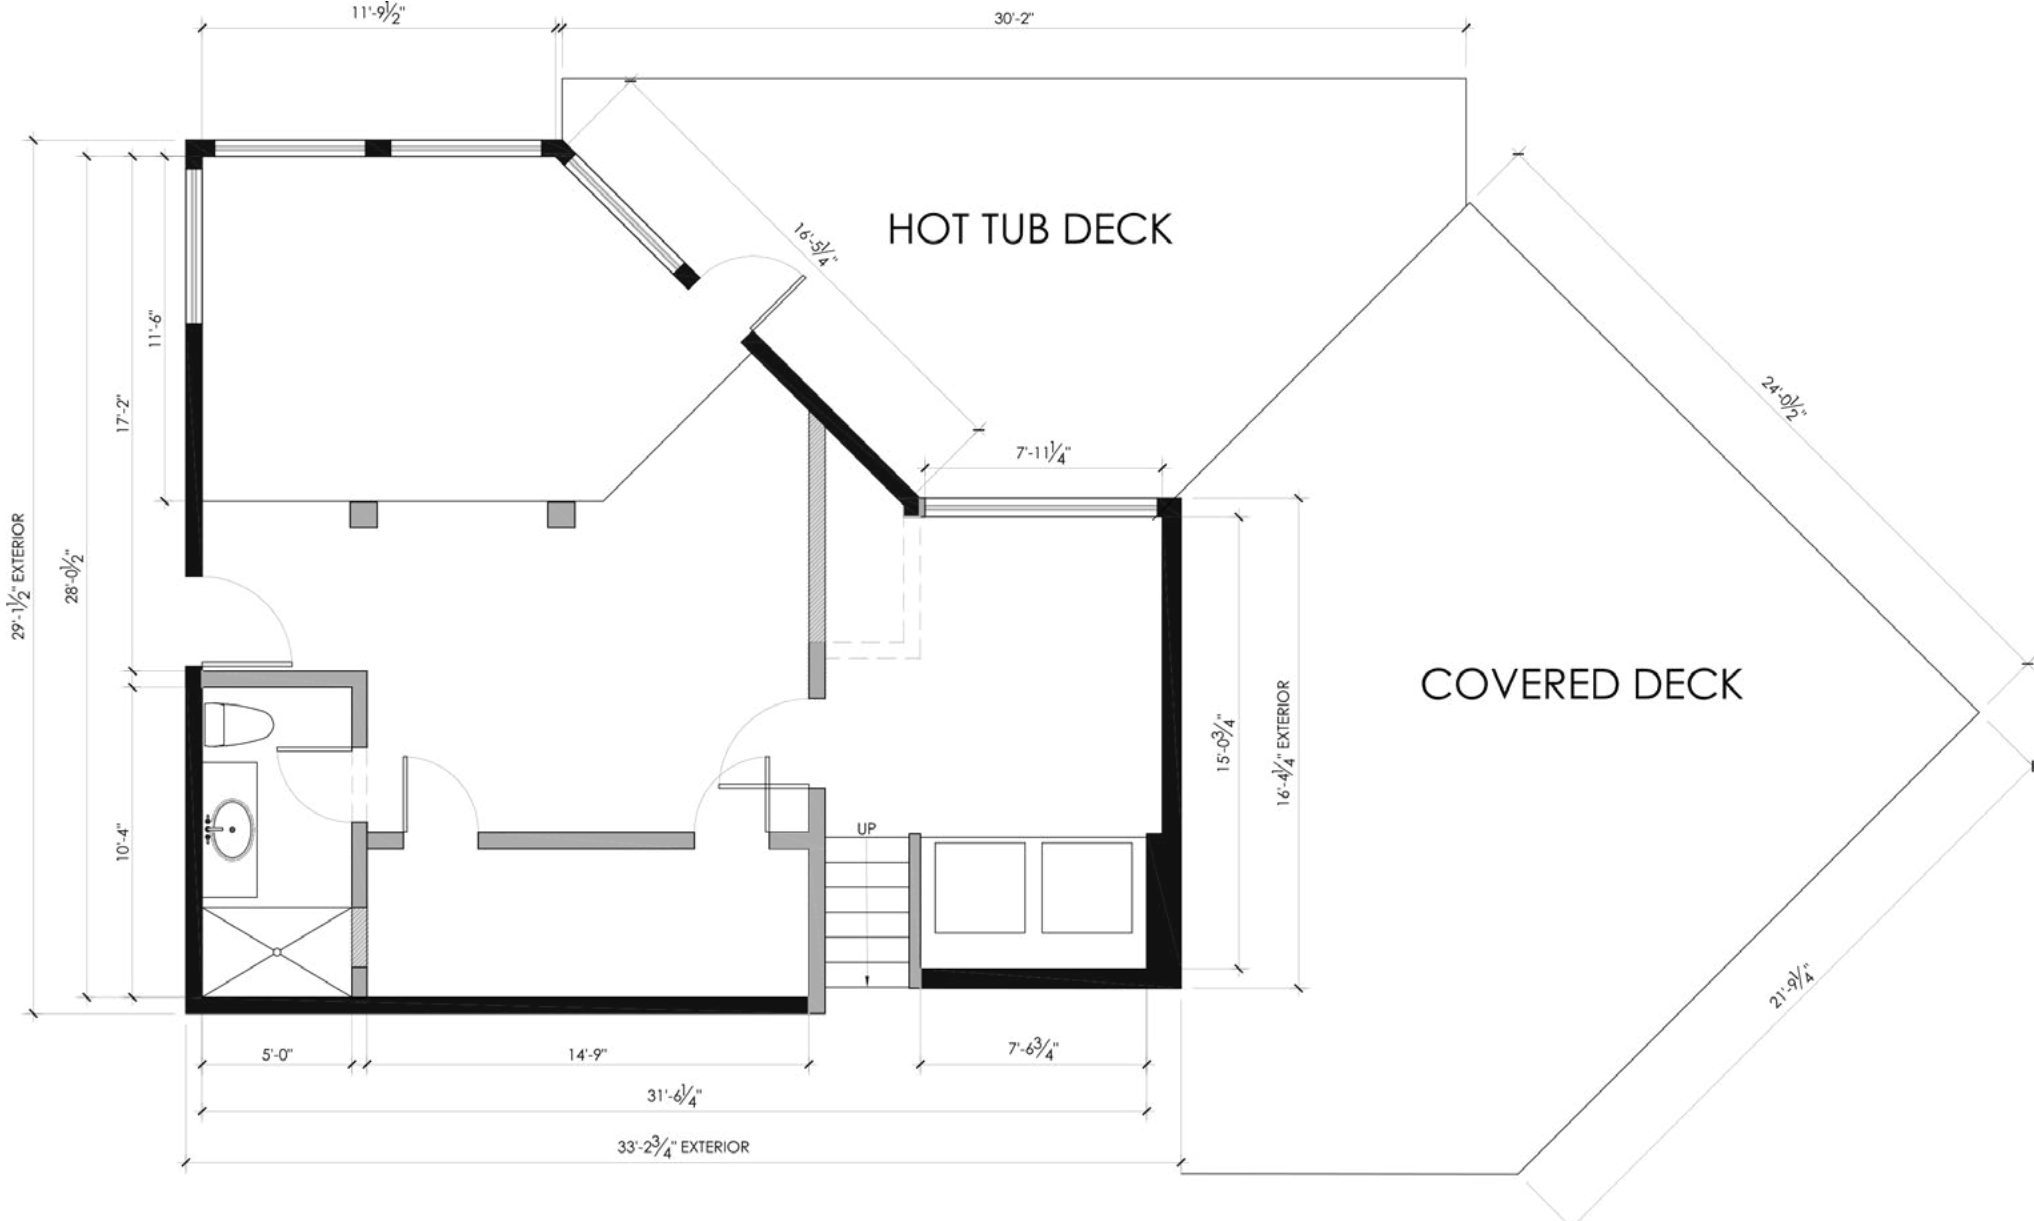 11'-9½"
30'-2"
HOT TUB DECK
16'-5¼"
24'-0½"
11'-6"
17'-2"
7'-11¼"
29'-1½" EXTERIOR
28'-0½"
COVERED DECK
15'-0¾"
16'-4¼" EXTERIOR
10'-4"
UP
21'-9¼"
5'-0"
14'-9"
7'-6¾"
31'-6¼"
33'-2¾" EXTERIOR